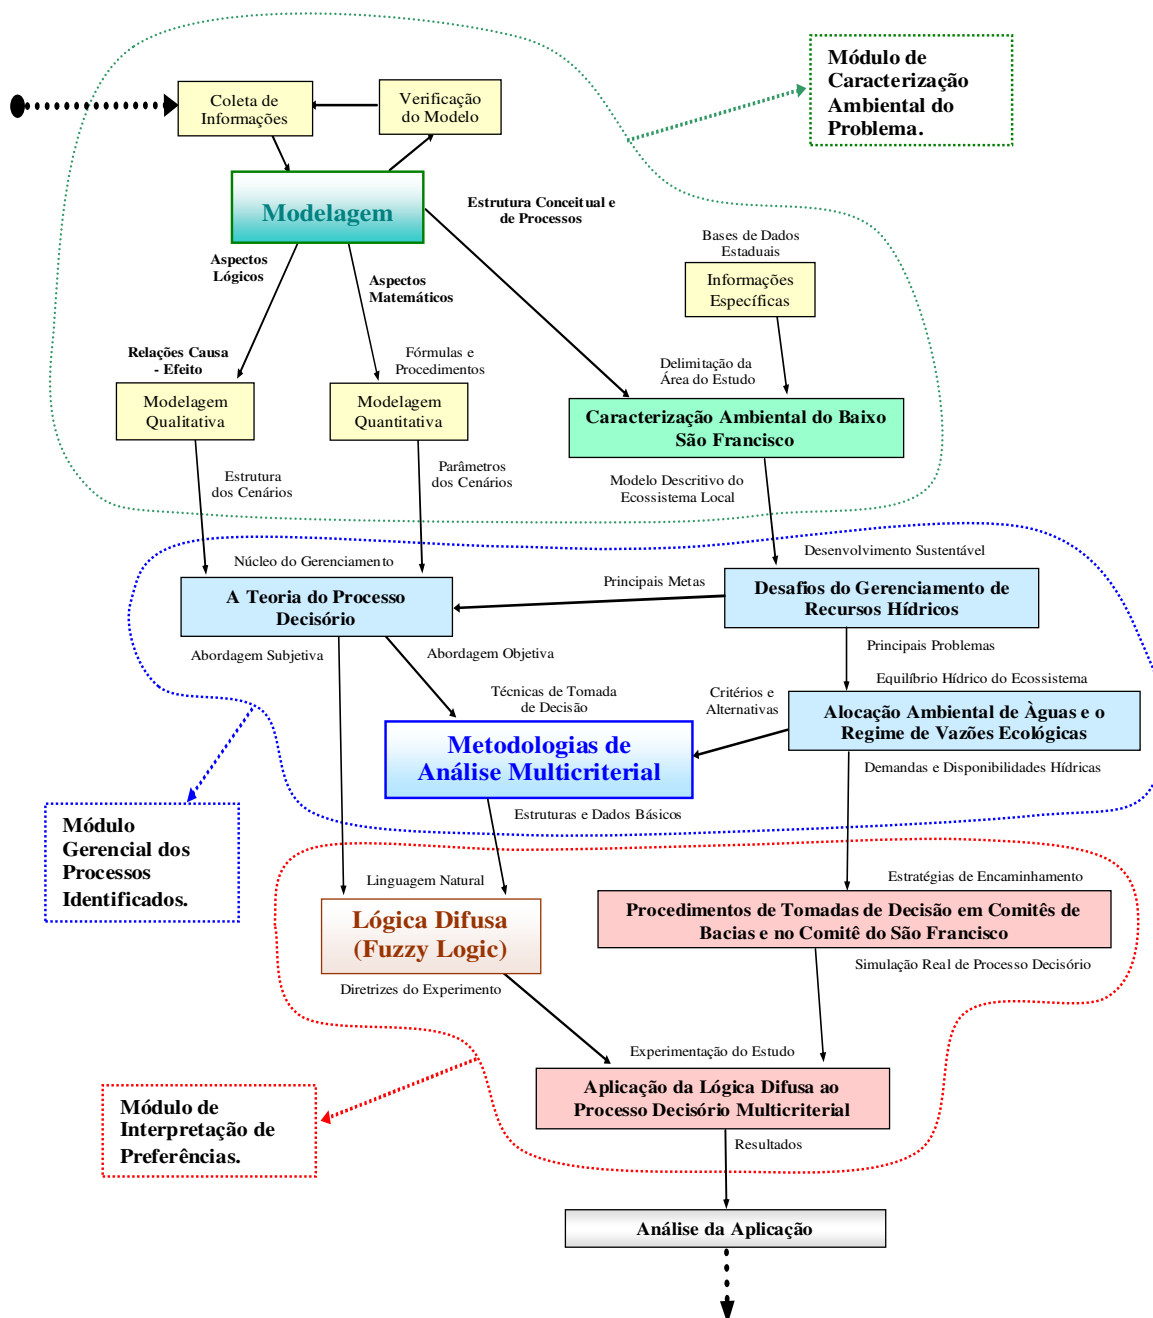 Módulo de
Caracterização
Ambiental do
Problema.
Coleta de
Informações
Verificação
do Modelo
Modelagem
Estrutura Conceitual e
de Processos
Bases de Dados
Estaduais
Informações
Específicas
Aspectos
Lógicos
Aspectos
Matemáticos
Relações Causa
- Efeito
Fórmulas e
Procedimentos
Delimitação da
Área do Estudo
Modelagem
Qualitativa
Modelagem
Quantitativa
Caracterização Ambiental do Baixo
São Francisco
Estrutura
dos Cenários
Parâmetros
dos Cenários
Modelo Descritivo do
Ecossistema Local
Núcleo do Gerenciamento
Desenvolvimento Sustentável
A Teoria do Processo
Decisório
Principais Metas
Desafios do Gerenciamento de
Recursos Hídricos
Abordagem Subjetiva
Abordagem Objetiva
Principais Problemas
Técnicas de Tomada
de Decisão
Critérios e
Alternativas
Equilíbrio Hídrico do Ecossistema
Metodologias de
Análise Multicriterial
Alocação Ambiental de Àguas e o
Regime de Vazões Ecológicas
Demandas e Disponibilidades Hídricas
Estruturas e Dados Básicos
Módulo
Gerencial dos
Processos
Identificados.
Linguagem Natural
Estratégias de Encaminhamento
Lógica Difusa
(Fuzzy Logic)
Procedimentos de Tomadas de Decisão em Comitês de
Bacias e no Comitê do São Francisco
Diretrizes do Experimento
Simulação Real de Processo Decisório
Experimentação do Estudo
Aplicação da Lógica Difusa ao
Processo Decisório Multicriterial
Módulo de
Interpretação de
Preferências.
Resultados
Análise da Aplicação